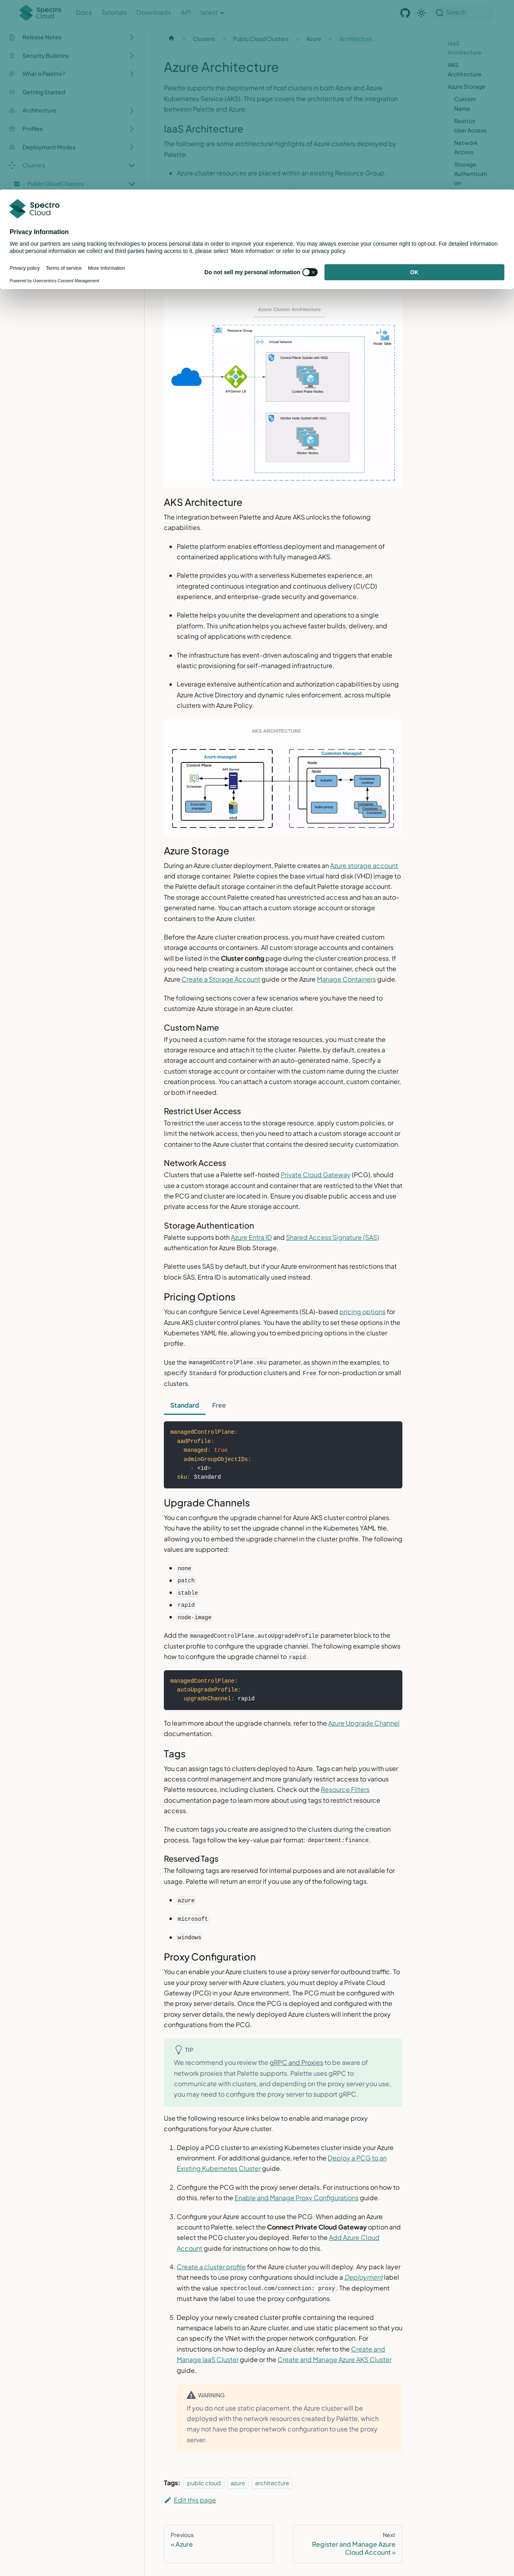 Spectro Cloud
Docs
Tutorials
Downloads
API
latest
Search
Release Notes
Security Bulletins
What is Palette?
Getting Started
Architecture
Profiles
Deployment Modes
Clusters
Public Cloud Clusters
Clusters
Public Cloud Clusters
Azure
Architecture
Azure Architecture
Palette supports the deployment of host clusters in both Azure and Azure
Kubernetes Service (AKS). This page covers the architecture of the integration
between Palette and Azure.
IaaS Architecture
The following are some architectural highlights of Azure clusters deployed by
Palette:
Azure cluster resources are placed within an existing Resource Group.
IaaS
Architecture
AKS
Architecture
Azure Storage
Custom
Name
Restrict
User Access
Network
Access
Storage
Authenticati
on
Spectro Cloud
Privacy Information
We and our partners are using tracking technologies to process personal data in order to improve your experience. You may always exercise your consumer right to opt-out. For detailed information
about personal information we collect and third parties having access to it, please select 'More Information' or refer to our privacy policy.
Privacy policy
Terms of service
More Information
Powered by Usercentrics Consent Management
Do not sell my personal information
OK
Azure Cluster Architecture
Resource Group
Route Table
Virtual Network
Control Plane Subnet with NSG
APIServer LB
Control Plane Nodes
Worker Node Subnet with NSG
Worker Nodes
AKS Architecture
The integration between Palette and Azure AKS unlocks the following
capabilities.
Palette platform enables effortless deployment and management of
containerized applications with fully managed AKS.
Palette provides you with a serverless Kubernetes experience, an
integrated continuous integration and continuous delivery (CI/CD)
experience, and enterprise-grade security and governance.
Palette helps you unite the development and operations to a single
platform. This unification helps you achieve faster builds, delivery, and
scaling of applications with credence.
The infrastructure has event-driven autoscaling and triggers that enable
elastic provisioning for self-managed infrastructure.
Leverage extensive authentication and authorization capabilities by using
Azure Active Directory and dynamic rules enforcement, across multiple
clusters with Azure Policy.
AKS ARCHITECTURE
Azure-managed
Control Plane
API Server
Scheduler
Controller manager
etcd
Customer-Managed
Node
Node
kubelet
Container runtime
kube-proxy
Container
Container
Container
Azure Storage
During an Azure cluster deployment, Palette creates an Azure storage account
and storage container. Palette copies the base virtual hard disk (VHD) image to
the Palette default storage container in the default Palette storage account.
The storage account Palette created has unrestricted access and has an auto-
generated name. You can attach a custom storage account or storage
containers to the Azure cluster.
Before the Azure cluster creation process, you must have created custom
storage accounts or containers. All custom storage accounts and containers
will be listed in the Cluster config page during the cluster creation process. If
you need help creating a custom storage account or container, check out the
Azure Create a Storage Account guide or the Azure Manage Containers guide.
The following sections cover a few scenarios where you have the need to
customize Azure storage in an Azure cluster.
Custom Name
If you need a custom name for the storage resources, you must create the
storage resource and attach it to the cluster. Palette, by default, creates a
storage account and container with an auto-generated name. Specify a
custom storage account or container with the custom name during the cluster
creation process. You can attach a custom storage account, custom container,
or both if needed.
Restrict User Access
To restrict the user access to the storage resource, apply custom policies, or
limit the network access, then you need to attach a custom storage account or
container to the Azure cluster that contains the desired security customization.
Network Access
Clusters that use a Palette self-hosted Private Cloud Gateway (PCG), should
use a custom storage account and container that are restricted to the VNet that
the PCG and cluster are located in. Ensure you disable public access and use
private access for the Azure storage account.
Storage Authentication
Palette supports both Azure Entra ID and Shared Access Signature (SAS)
authentication for Azure Blob Storage.
Palette uses SAS by default, but if your Azure environment has restrictions that
block SAS, Entra ID is automatically used instead.
Pricing Options
You can configure Service Level Agreements (SLA)-based pricing options for
Azure AKS cluster control planes. You have the ability to set these options in the
Kubernetes YAML file, allowing you to embed pricing options in the cluster
profile.
Use the managedControlPlane.sku parameter, as shown in the examples, to
specify Standard for production clusters and Free for non-production or small
clusters.
Standard
Free
managedControlPlane:
aadProfile:
managed: true
adminGroupObjectIDs:
- <id>
sku: Standard
Upgrade Channels
You can configure the upgrade channel for Azure AKS cluster control planes.
You have the ability to set the upgrade channel in the Kubernetes YAML file,
allowing you to embed the upgrade channel in the cluster profile. The following
values are supported:
none
patch
stable
rapid
node-image
Add the managedControlPlane.autoUpgradeProfile parameter block to the
cluster profile to configure the upgrade channel. The following example shows
how to configure the upgrade channel to rapid.
managedControlPlane:
autoUpgradeProfile:
upgradeChannel: rapid
To learn more about the upgrade channels, refer to the Azure Upgrade Channel
documentation.
Tags
You can assign tags to clusters deployed to Azure. Tags can help you with user
access control management and more granularly restrict access to various
Palette resources, including clusters. Check out the Resource Filters
documentation page to learn more about using tags to restrict resource
access.
The custom tags you create are assigned to the clusters during the creation
process. Tags follow the key-value pair format: department:finance.
Reserved Tags
The following tags are reserved for internal purposes and are not available for
usage. Palette will return an error if you use any of the following tags.
azure
microsoft
windows
Proxy Configuration
You can enable your Azure clusters to use a proxy server for outbound traffic. To
use your proxy server with Azure clusters, you must deploy a Private Cloud
Gateway (PCG) in your Azure environment. The PCG must be configured with
the proxy server details. Once the PCG is deployed and configured with the
proxy server details, the newly deployed Azure clusters will inherit the proxy
configurations from the PCG.
TIP
We recommend you review the gRPC and Proxies to be aware of
network proxies that Palette supports. Palette uses gRPC to
communicate with clusters, and depending on the proxy server you use,
you may need to configure the proxy server to support gRPC.
Use the following resource links below to enable and manage proxy
configurations for your Azure cluster.
1. Deploy a PCG cluster to an existing Kubernetes cluster inside your Azure
environment. For additional guidance, refer to the Deploy a PCG to an
Existing Kubernetes Cluster guide.
2. Configure the PCG with the proxy server details. For instructions on how to
do this, refer to the Enable and Manage Proxy Configurations guide.
3. Configure your Azure account to use the PCG. When adding an Azure
account to Palette, select the Connect Private Cloud Gateway option and
select the PCG cluster you deployed. Refer to the Add Azure Cloud
Account guide for instructions on how to do this.
4. Create a cluster profile for the Azure cluster you will deploy. Any pack layer
that needs to use proxy configurations should include a Deployment label
with the value spectrocloud.com/connection: proxy. The deployment
must have the label to use the proxy configurations.
5. Deploy your newly created cluster profile containing the required
namespace labels to an Azure cluster, and use static placement so that you
can specify the VNet with the proper network configuration. For
instructions on how to deploy an Azure cluster, refer to the Create and
Manage IaaS Cluster guide or the Create and Manage Azure AKS Cluster
guide.
WARNING
If you do not use static placement, the Azure cluster will be
deployed with the network resources created by Palette, which
may not have the proper network configuration to use the proxy
server.
Tags:
public cloud
azure
architecture
Edit this page
Previous
« Azure
Next
Register and Manage Azure
Cloud Account »